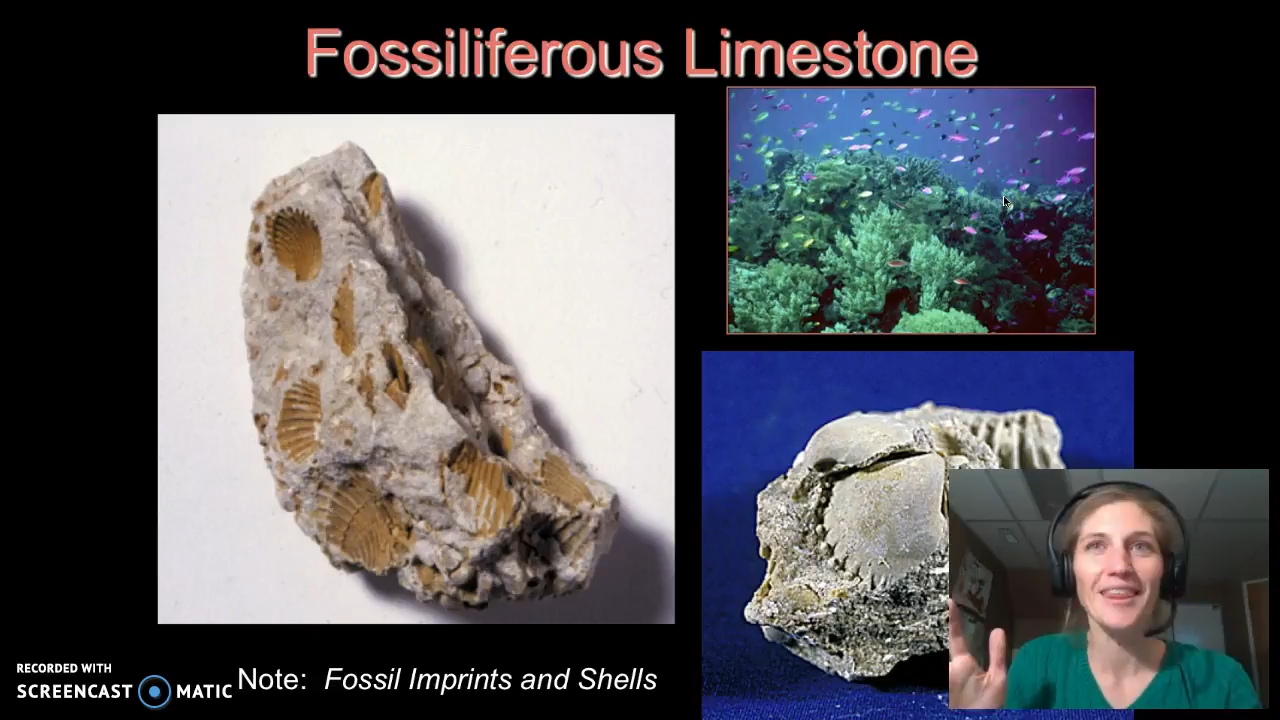 Fossiliferous Limestone
RECORDED WITH
SCREENCAST MATIC
Note: Fossil Imprints and Shells